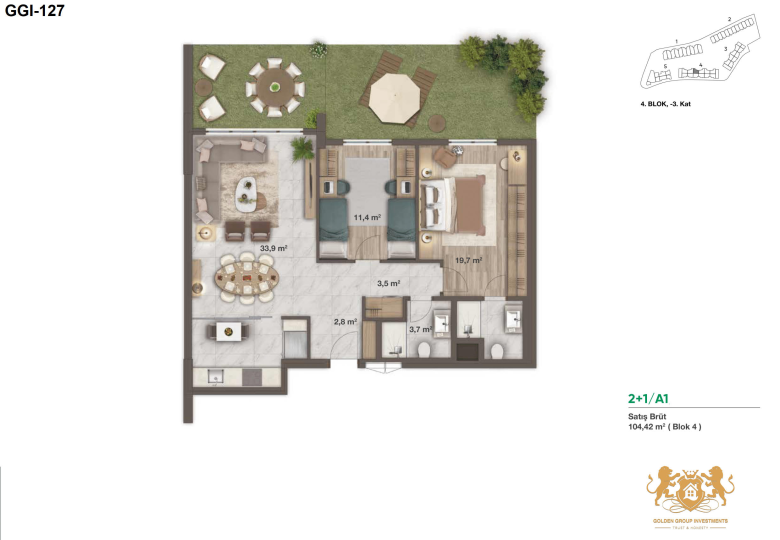 GGI-127
1
2
3
4
5
4. BLOK, -3. Kat
11,4 m²
33,9 m²
19,7 m²
3,5 m²
2,8 m²
3,7 m²
2+1/A1
Satış Brüt
104,42 m² ( Blok 4 )
GOLDEN GROUP INVESTMENTS
TRUST & HONESTY